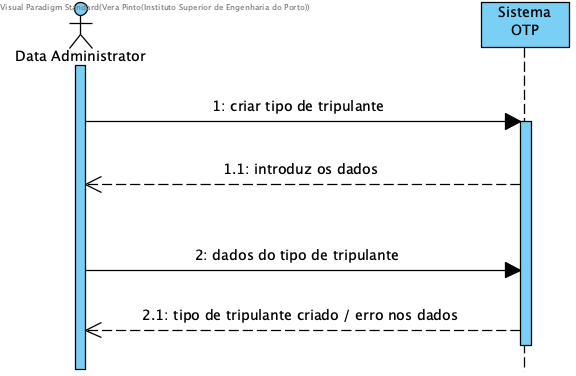 Visual Paradigm Standard(Vera Pinto(Instituto Superior de Engenharia do Porto))
Sistema
OTP
Data Administrator
1: criar tipo de tripulante
1.1: introduz os dados
2: dados do tipo de tripulante
2.1: tipo de tripulante criado / erro nos dados